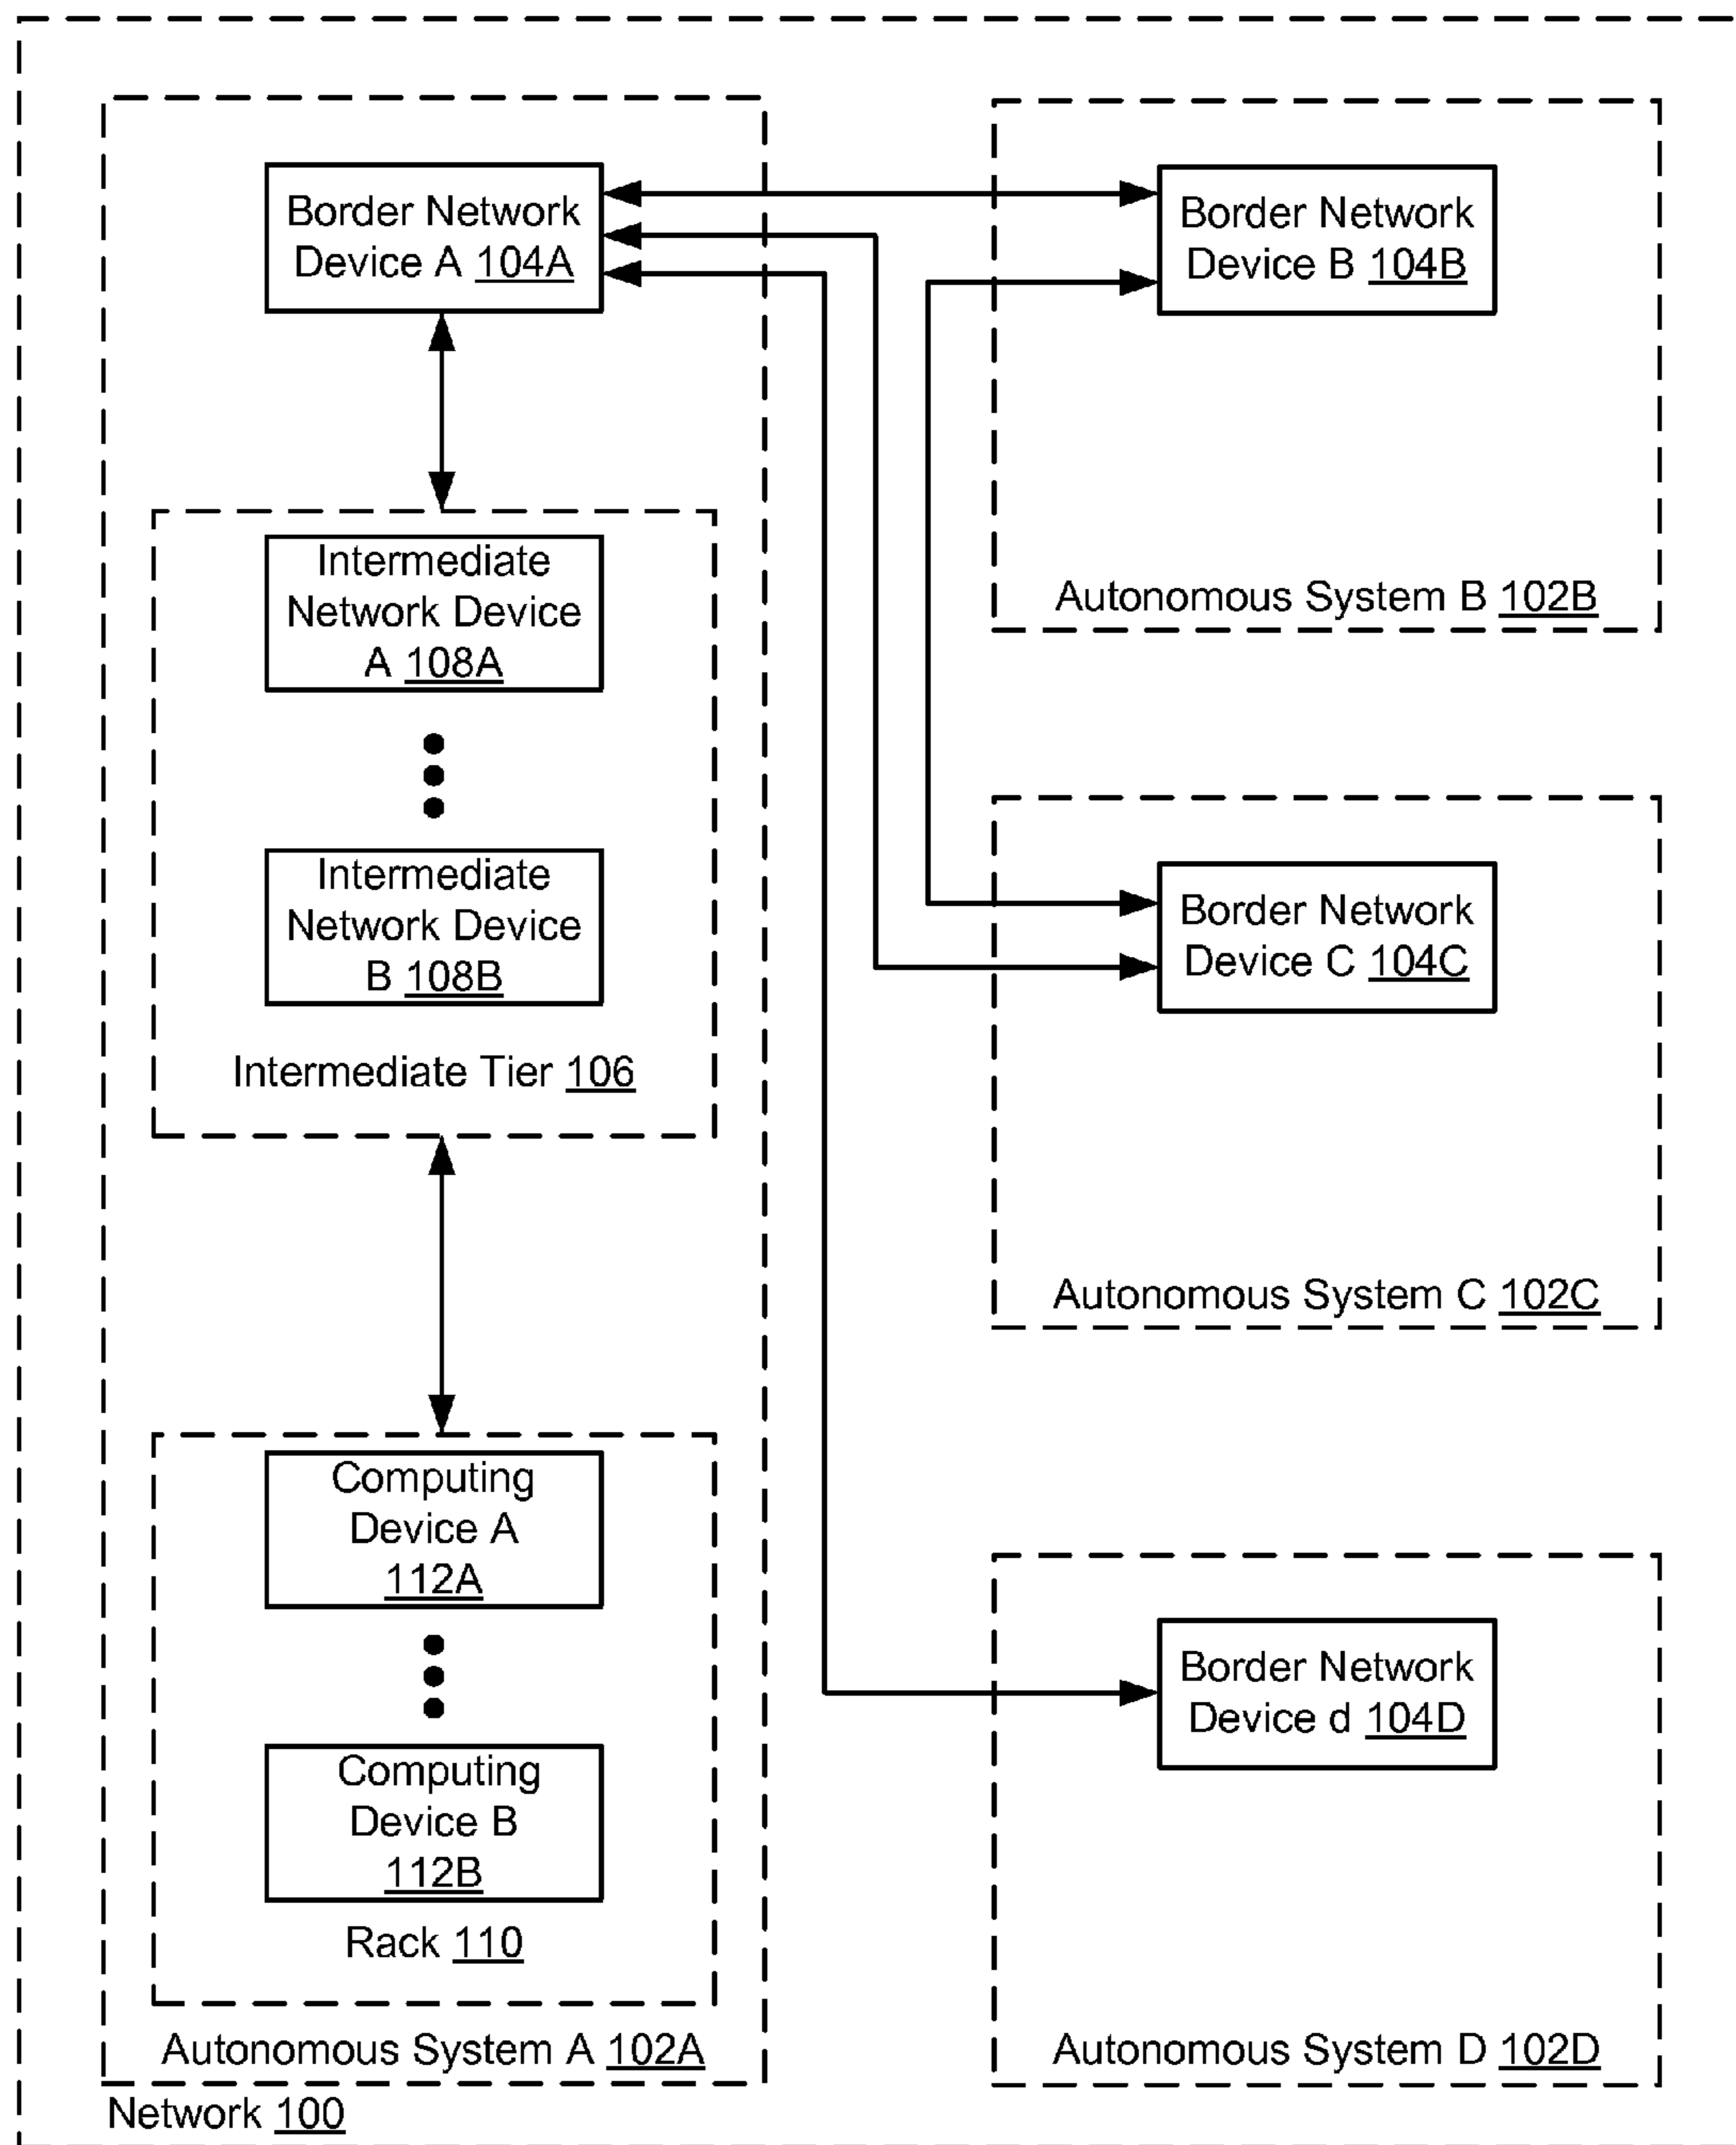 Border Network
Device A 104A
Intermediate
Network Device
A 108A
Intermediate
Network Device
B 108B
Intermediate Tier 106
Computing
Device A
112A
Computing
Device B
112B
Rack 110
Autonomous System A 102A
Border Network
Device B 104B
Autonomous System B 102B
Border Network
Device C 104C
Autonomous System C 102C
Border Network
Device d 104D
Autonomous System D 102D
Network 100